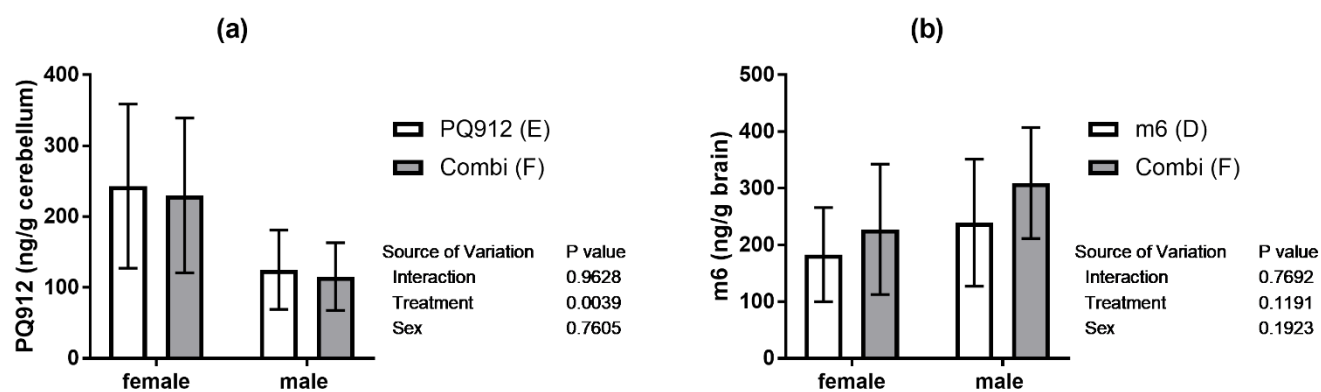 (a)
PQ912 (ng/g cerebellum)
400
300
200
100
0
female
male
PQ912 (E)
Combi (F)
Source of Variation P value
Interaction 0.9628
Treatment 0.0039
Sex 0.7605
(b)
m6 (ng/g brain)
500
400
300
200
100
0
female
male
m6 (D)
Combi (F)
Source of Variation P value
Interaction 0.7692
Treatment 0.1191
Sex 0.1923